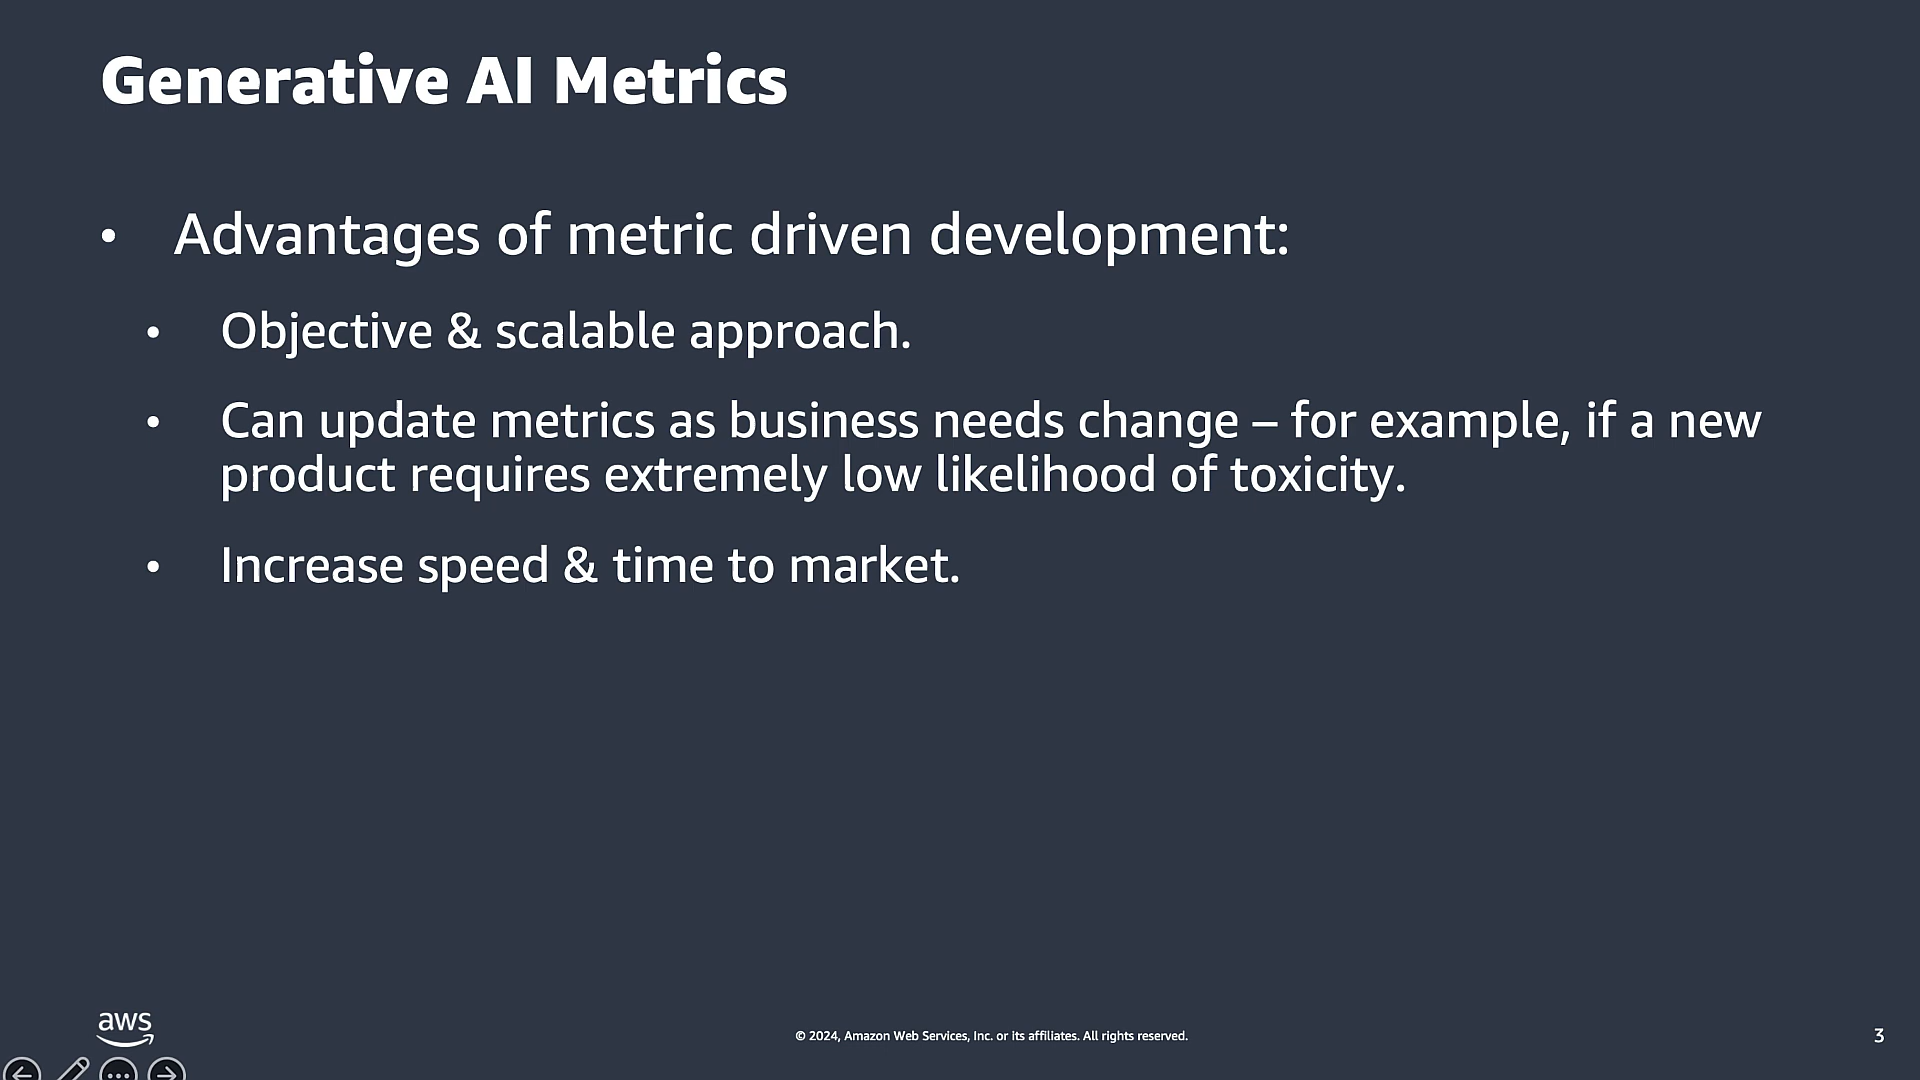 Generative AI Metrics
• Advantages of metric driven development:
• Objective & scalable approach.
• Can update metrics as business needs change – for example, if a new
product requires extremely low likelihood of toxicity.
• Increase speed & time to market.
aws
© 2024, Amazon Web Services, Inc. or its affiliates. All rights reserved.
3